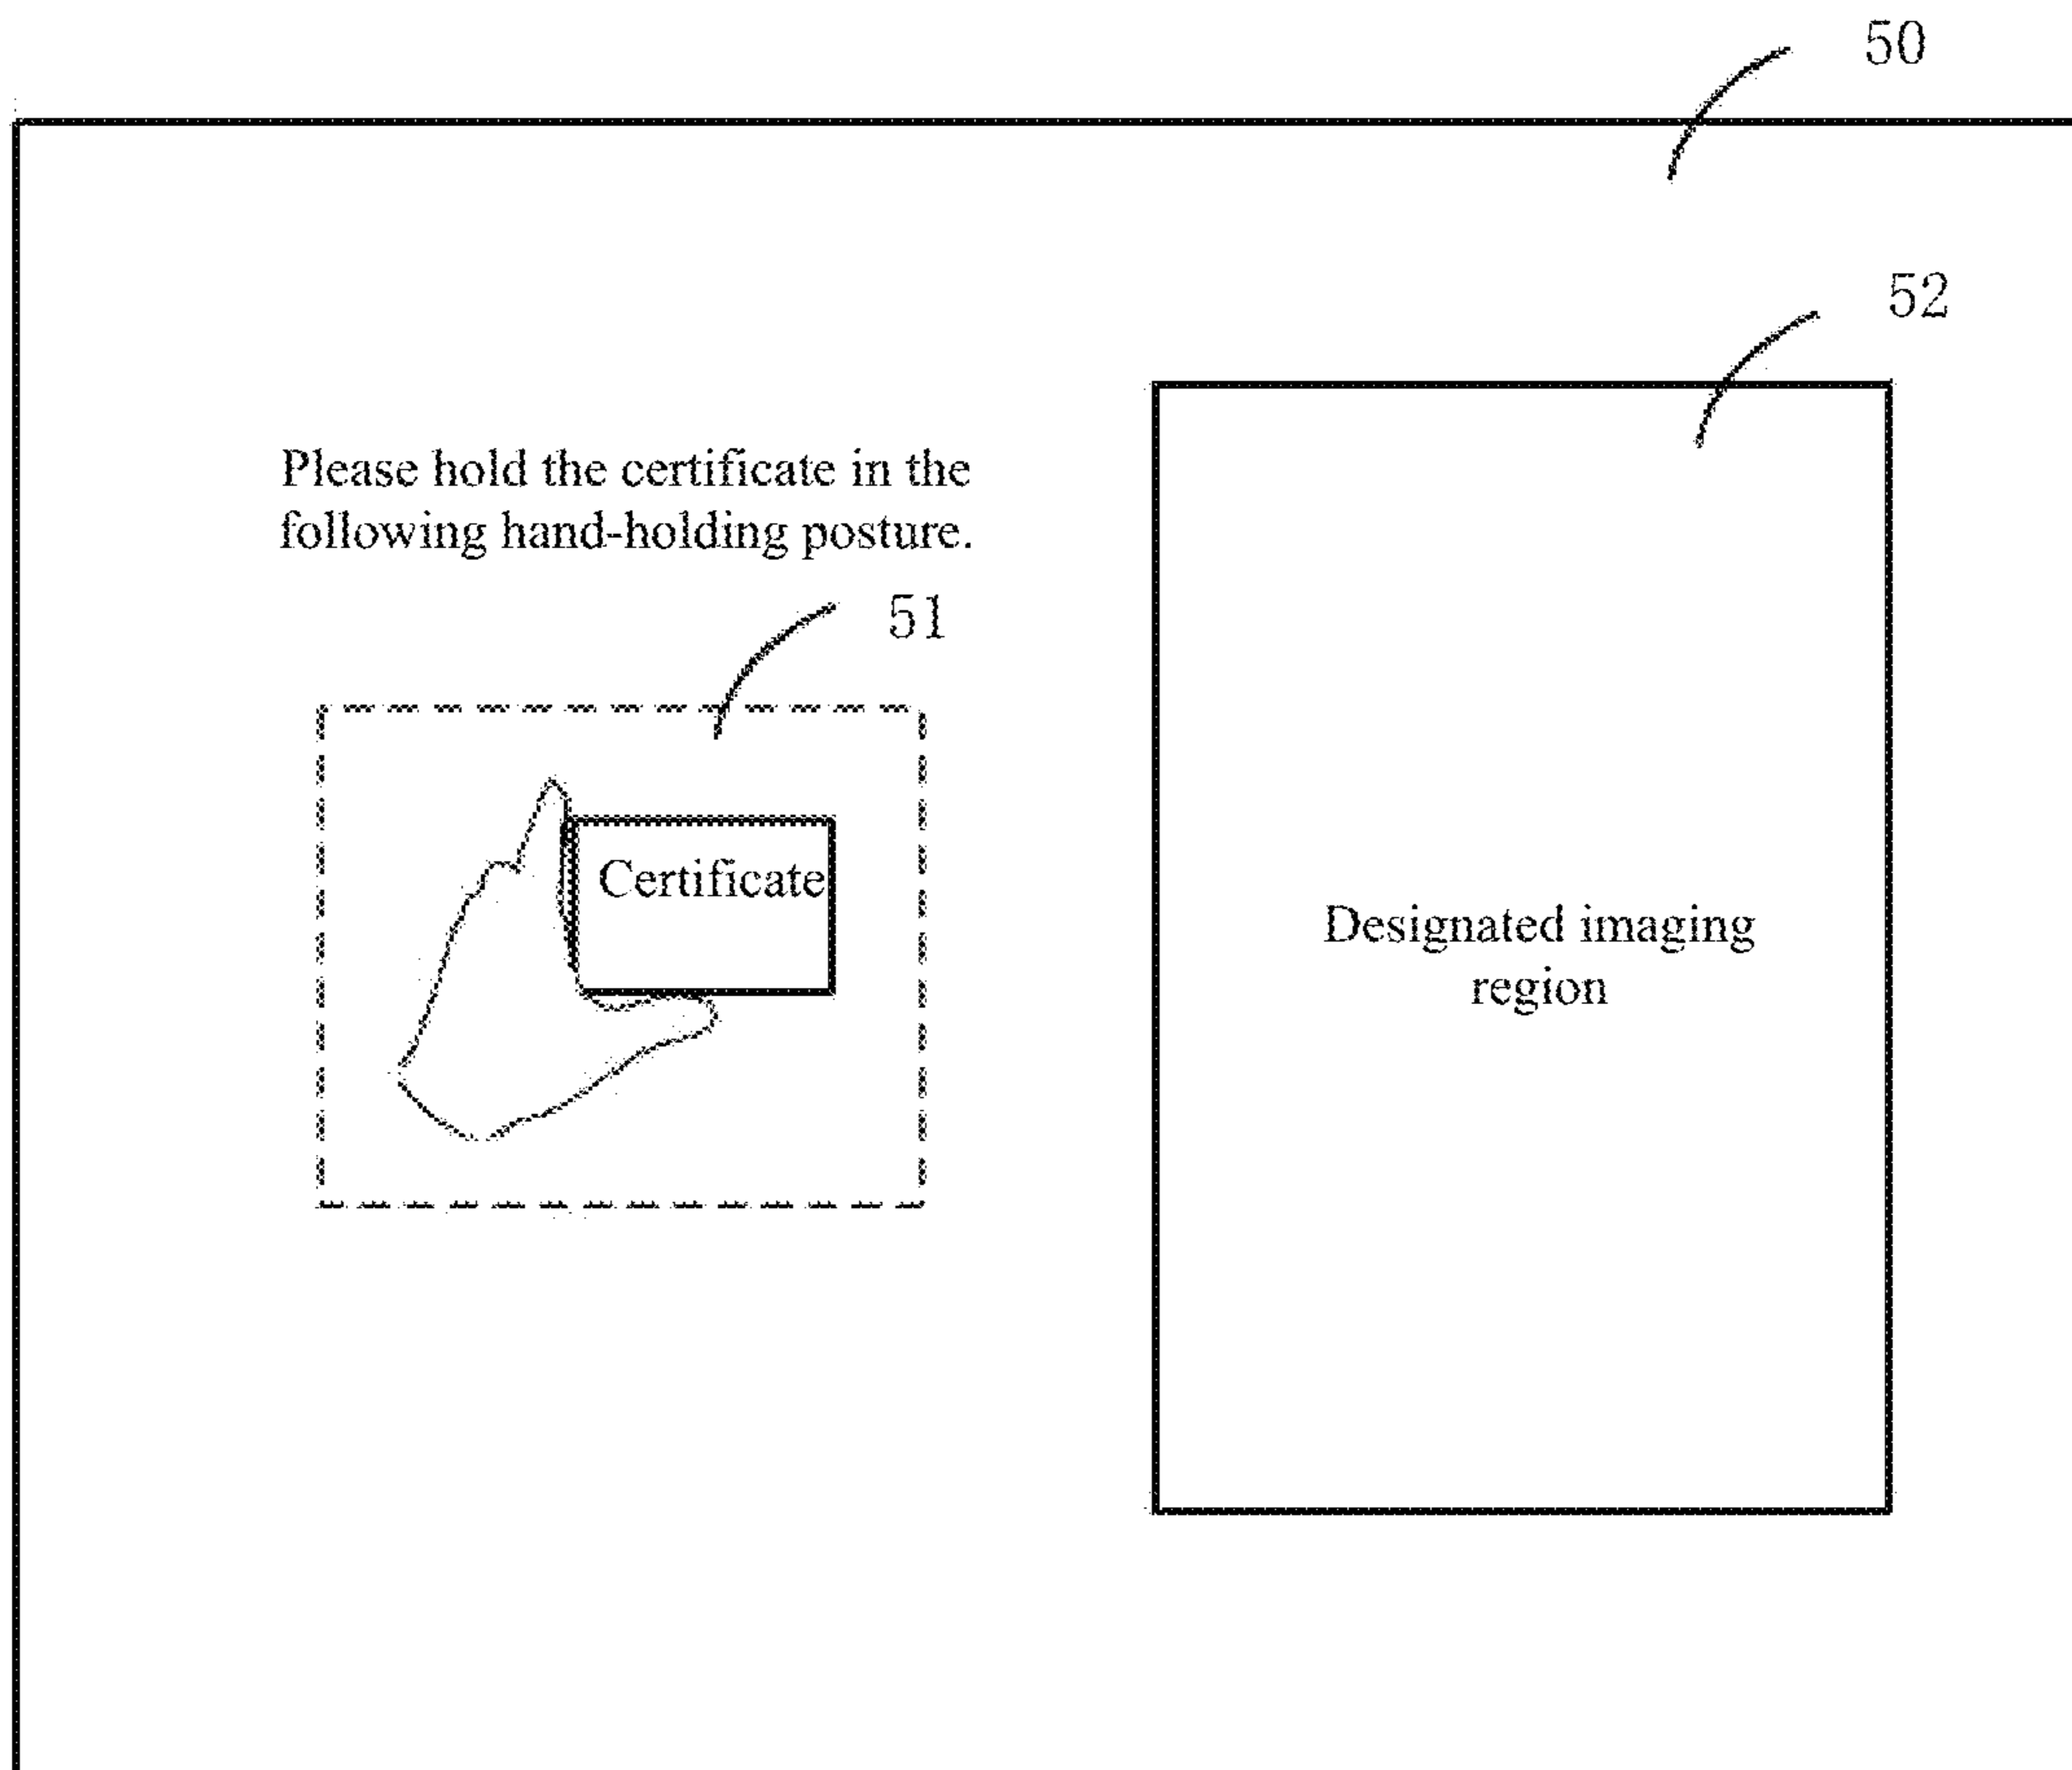 50
52
Please hold the certificate in the
following hand-holding posture.
51
Certificate
Designated imaging
region